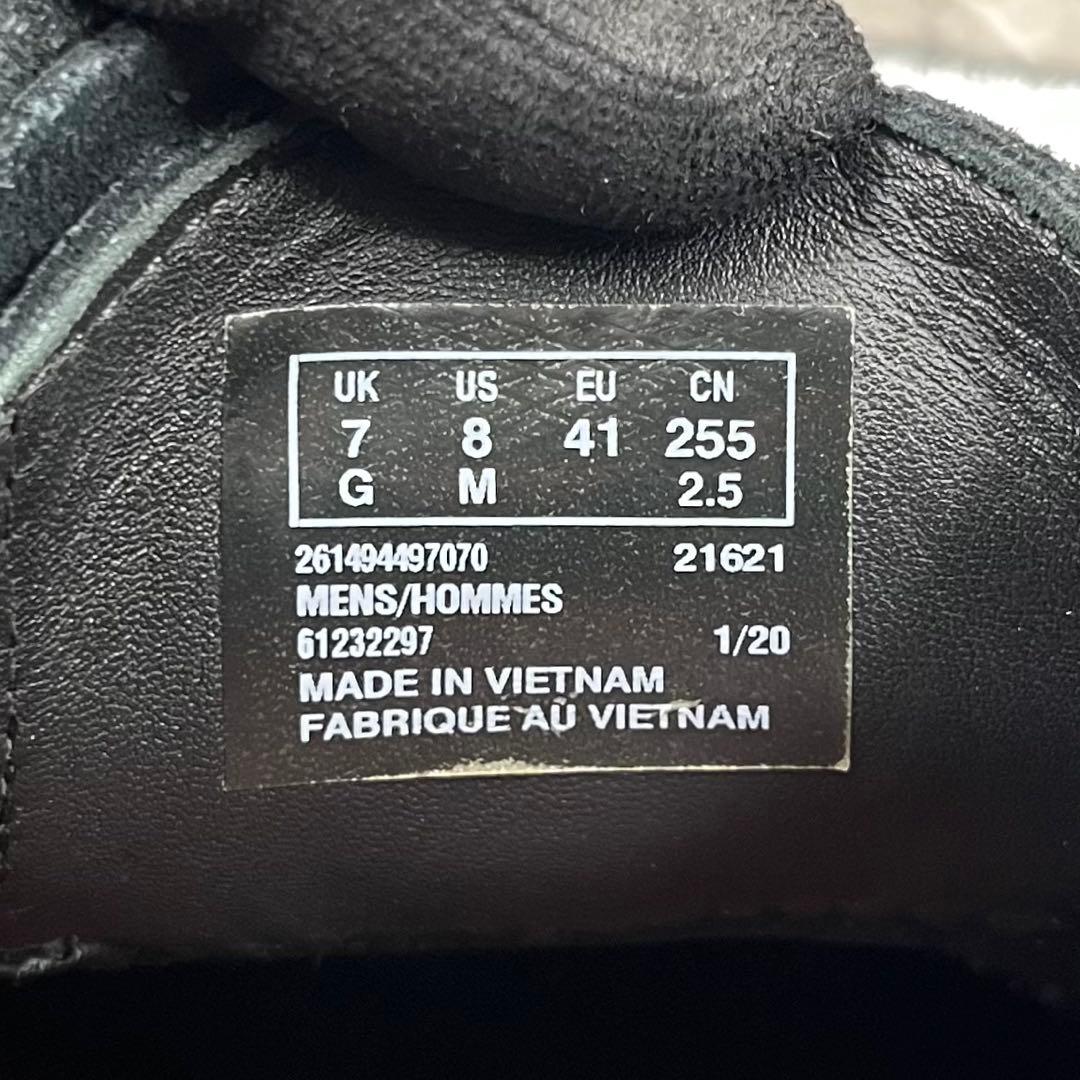 UK US EU CN
7 8 41 255
G M 2.5
261494497070 21621
MENS/HOMMES
61232297 1/20
MADE IN VIETNAM
FABRIQUE AU VIETNAM